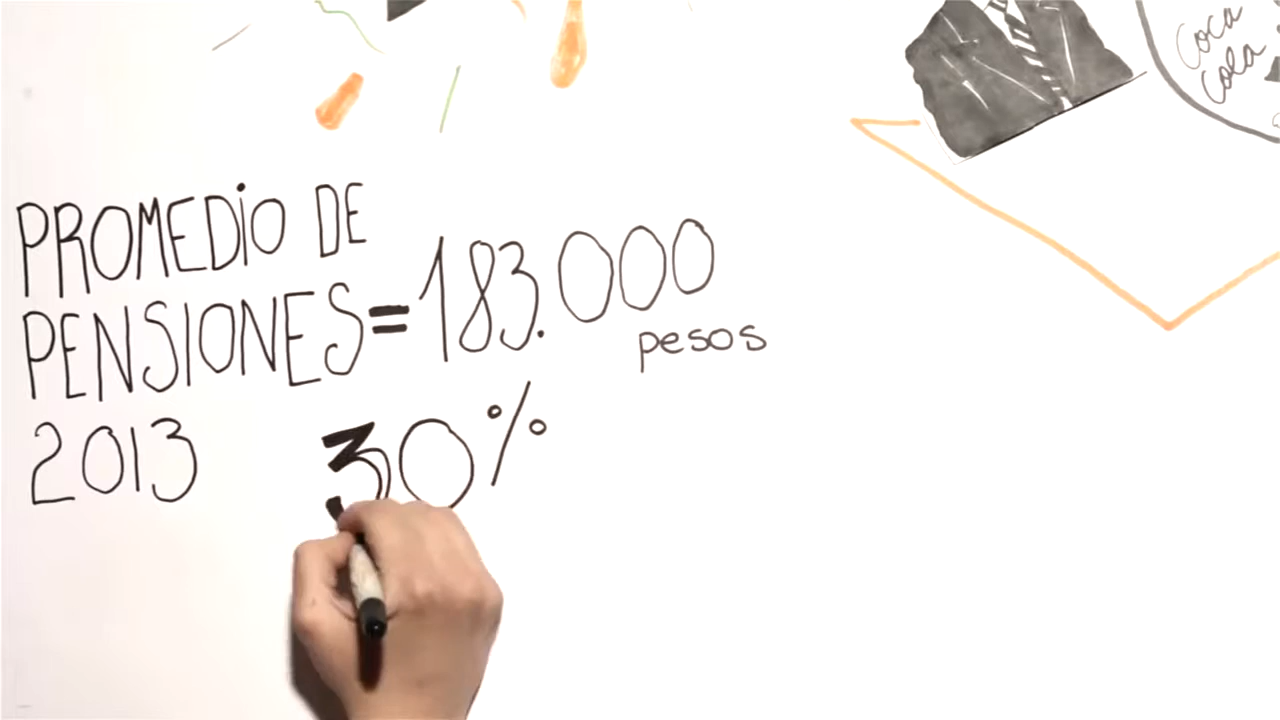 Coca
Cola
PROMEDIO DE
PENSIONES = 183.000
pesos
2013
30%